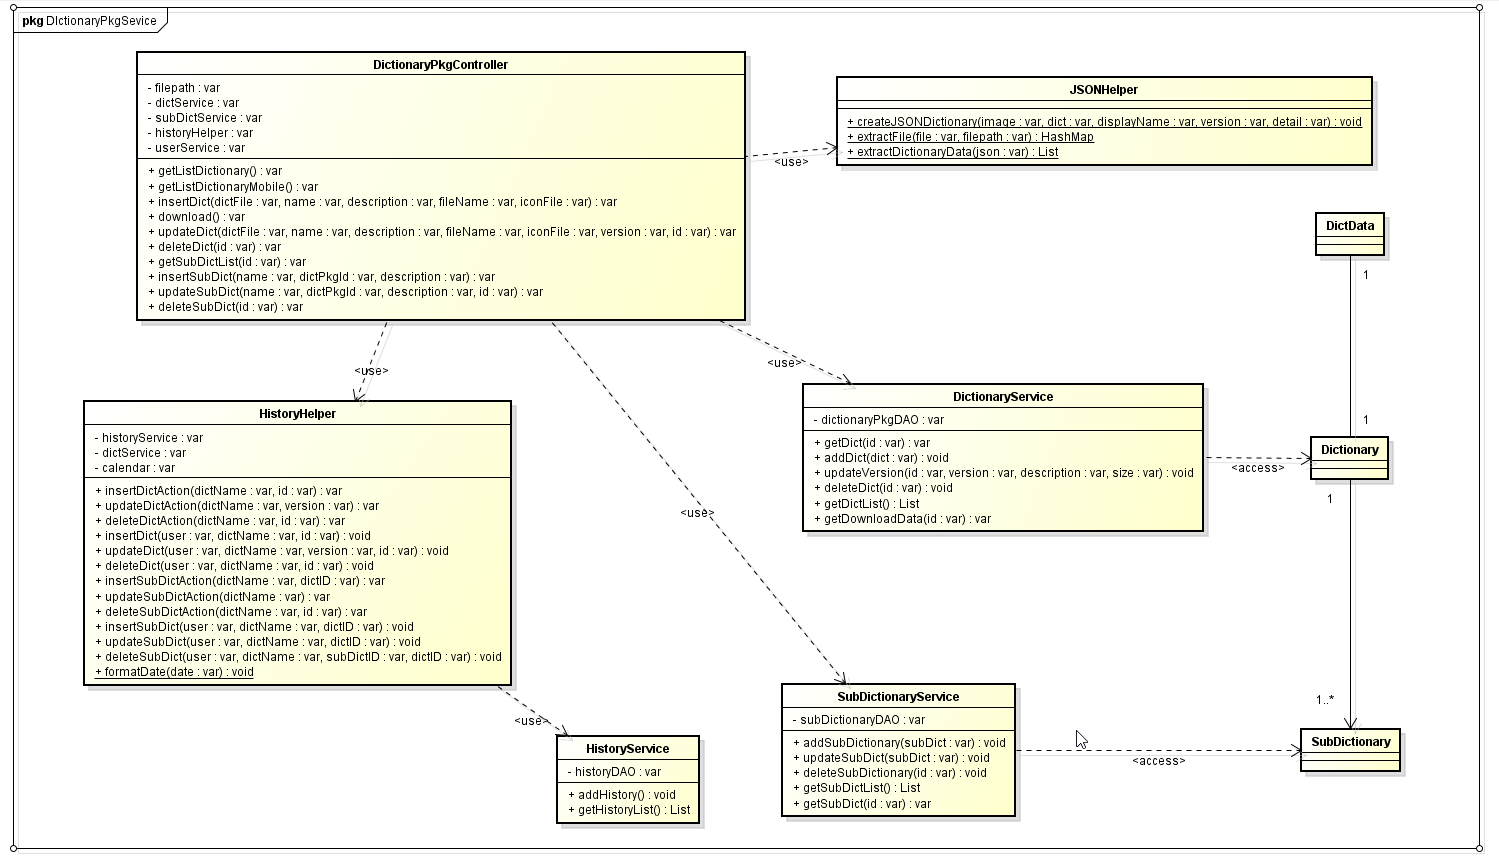 pkg DIctionaryPkgSevice
DictionaryPkgController
- filepath : var
- dictService : var
- subDictService : var
- historyHelper : var
- userService : var
+ getListDictionary() : var
+ getListDictionaryMobile() : var
+ insertDict(dictFile : var, name : var, description : var, fileName : var, iconFile : var) : var
+ download() : var
+ updateDict(dictFile : var, name : var, description : var, fileName : var, iconFile : var, version : var, id : var) : var
+ deleteDict(id : var) : var
+ getSubDictList(id : var) : var
+ insertSubDict(name : var, dictPkgId : var, description : var) : var
+ updateSubDict(name : var, dictPkgId : var, description : var, id : var) : var
+ deleteSubDict(id : var) : var
<use>
JSONHelper
+ createJSONDictionary(image : var, dict : var, displayName : var, version : var, detail : var) : void
+ extractFile(file : var, filepath : var) : HashMap
+ extractDictionaryData(json : var) : List
DictData
1
1
<use>
<use>
<use>
HistoryHelper
- historyService : var
- dictService : var
- calendar : var
+ insertDictAction(dictName : var, id : var) : var
+ updateDictAction(dictName : var, version : var) : var
+ deleteDictAction(dictName : var, id : var) : var
+ insertDict(user : var, dictName : var, id : var) : void
+ updateDict(user : var, dictName : var, version : var, id : var) : void
+ deleteDict(user : var, dictName : var, id : var) : void
+ insertSubDictAction(dictName : var, dictID : var) : var
+ updateSubDictAction(dictName : var) : var
+ deleteSubDictAction(dictName : var, id : var) : var
+ insertSubDict(user : var, dictName : var, dictID : var) : void
+ updateSubDict(user : var, dictName : var, dictID : var) : void
+ deleteSubDict(user : var, dictName : var, subDictID : var, dictID : var) : void
+ formatDate(date : var) : void
DictionaryService
- dictionaryPkgDAO : var
+ getDict(id : var) : var
+ addDict(dict : var) : void
+ updateVersion(id : var, version : var, description : var, size : var) : void
+ deleteDict(id : var) : void
+ getDictList() : List
+ getDownloadData(id : var) : var
<access>
Dictionary
1
1..*
<use>
HistoryService
- historyDAO : var
+ addHistory() : void
+ getHistoryList() : List
SubDictionaryService
- subDictionaryDAO : var
+ addSubDictionary(subDict : var) : void
+ updateSubDict(subDict : var) : void
+ deleteSubDictionary(id : var) : void
+ getSubDictList() : List
+ getSubDict(id : var) : var
<access>
SubDictionary